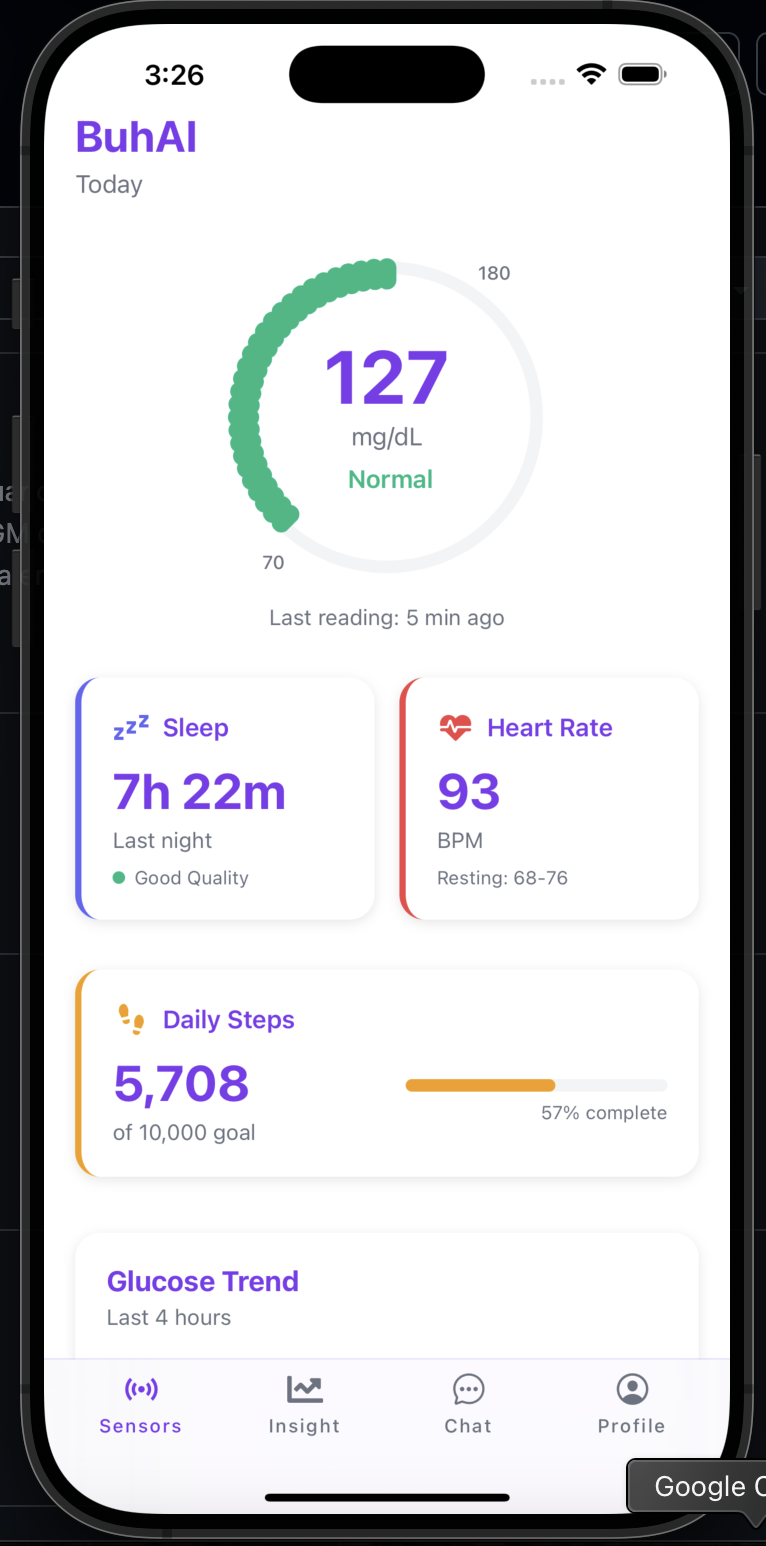 3:26
BuhAI
Today
180
127
mg/dL
Normal
70
Last reading: 5 min ago
zzz Sleep
7h 22m
Last night
Good Quality
Heart Rate
93
BPM
Resting: 68-76
Daily Steps
5,708
of 10,000 goal
57% complete
Glucose Trend
Last 4 hours
Sensors
Insight
Chat
Profile
Google